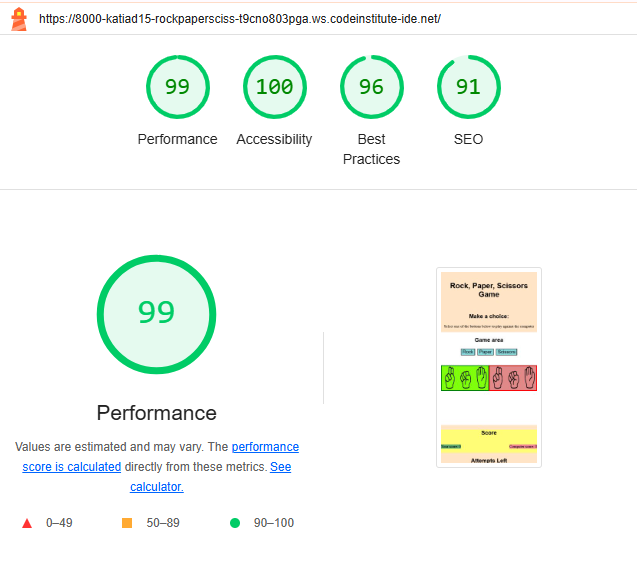 https://8000-katiad15-rockpapersciss-t9cno803pga.ws.codeinstitute-ide.net/
99 100 96 91
Performance Accessibility Best Practices SEO
99
Performance
Values are estimated and may vary. The performance
score is calculated directly from these metrics. See
calculator.
0–49 50–89 90–100
Rock, Paper, Scissors
Game
Make a choice:
Game area
Rock Paper Scissors
Score
Attempts Left